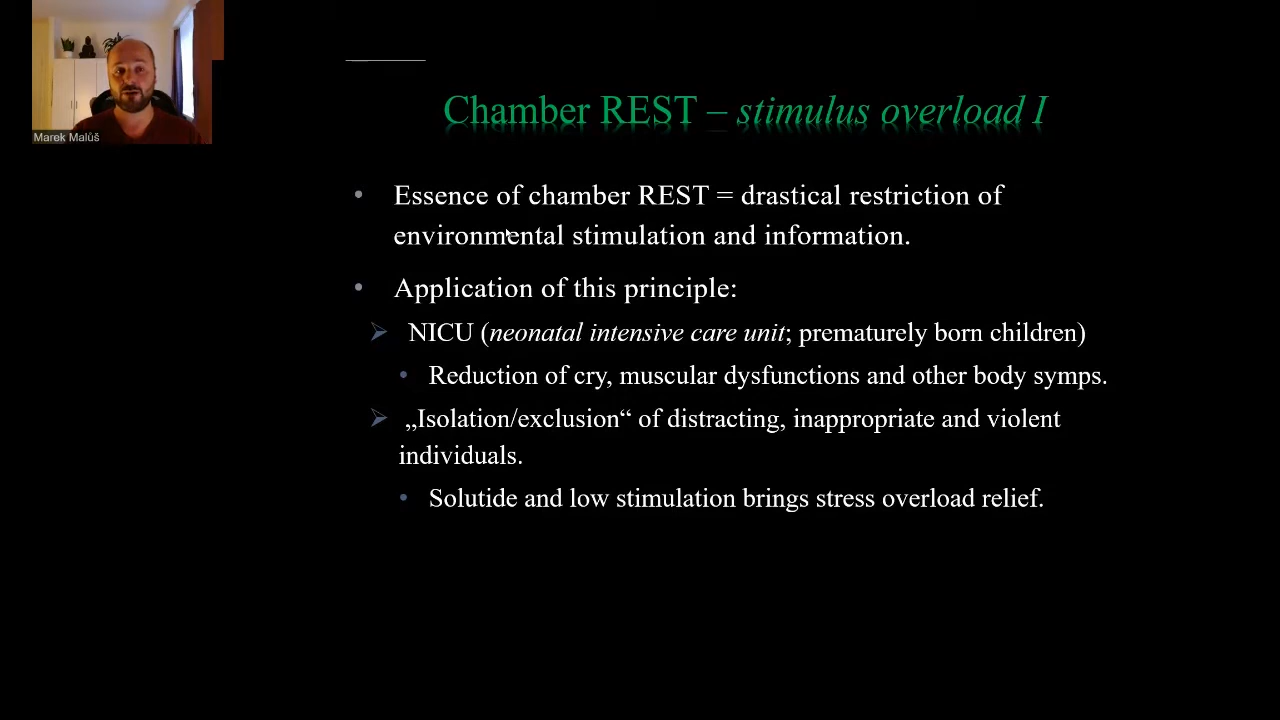 Marek Malůš
Chamber REST – stimulus overload I
• Essence of chamber REST = drastical restriction of
environmental stimulation and information.
• Application of this principle:
➢ NICU (neonatal intensive care unit; prematurely born children)
• Reduction of cry, muscular dysfunctions and other body symps.
➢ „Isolation/exclusion“ of distracting, inappropriate and violent
individuals.
• Solutide and low stimulation brings stress overload relief.